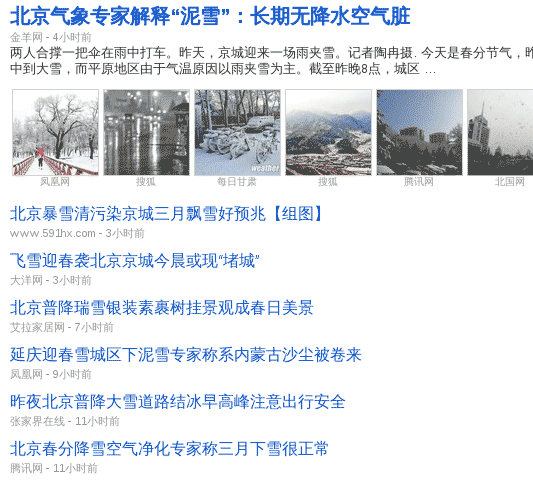 北京气象专家解释“泥雪”：长期无降水空气脏
金羊网 - 4小时前
两人合撑一把伞在雨中打车。昨天，京城迎来一场雨夹雪。记者陶冉摄. 今天是春分节气，昨
中到大雪，而平原地区由于气温原因以雨夹雪为主。截至昨晚8点，城区 ...
weather
凤凰网 搜狐 每日甘肃 搜狐 腾讯网 北国网
北京暴雪清污染京城三月飘雪好预兆【组图】
www.591hx.com - 3小时前
飞雪迎春袭北京京城今晨或现“堵城”
大洋网 - 3小时前
北京普降瑞雪银装素裹树挂景观成春日美景
艾拉家居网 - 7小时前
延庆迎春雪城区下泥雪专家称系内蒙古沙尘被卷来
凤凰网 - 9小时前
昨夜北京普降大雪道路结冰早高峰注意出行安全
张家界在线 - 11小时前
北京春分降雪空气净化专家称三月下雪很正常
腾讯网 - 11小时前